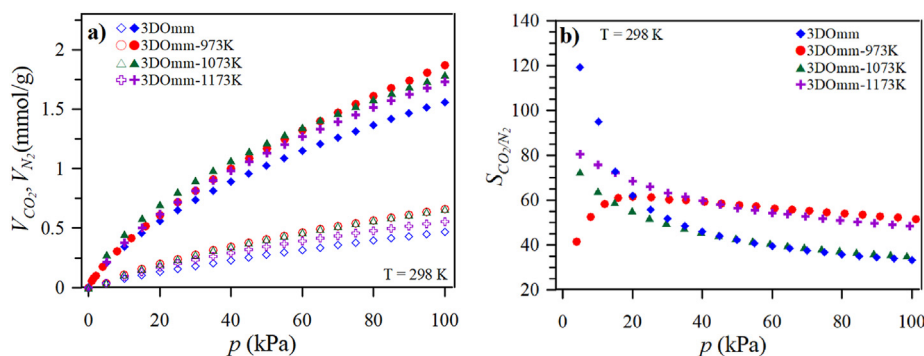 a)
3DOmm
3DOmm-973K
3DOmm-1073K
3DOmm-1173K
2
1.5
1
0.5
0
V_CO2, V_N2 (mmol/g)
T = 298 K
0 20 40 60 80 100
p (kPa)
b)
T = 298 K
3DOmm
3DOmm-973K
3DOmm-1073K
3DOmm-1173K
140
120
100
80
60
40
20
S_CO2/N2
0 20 40 60 80 100
p (kPa)